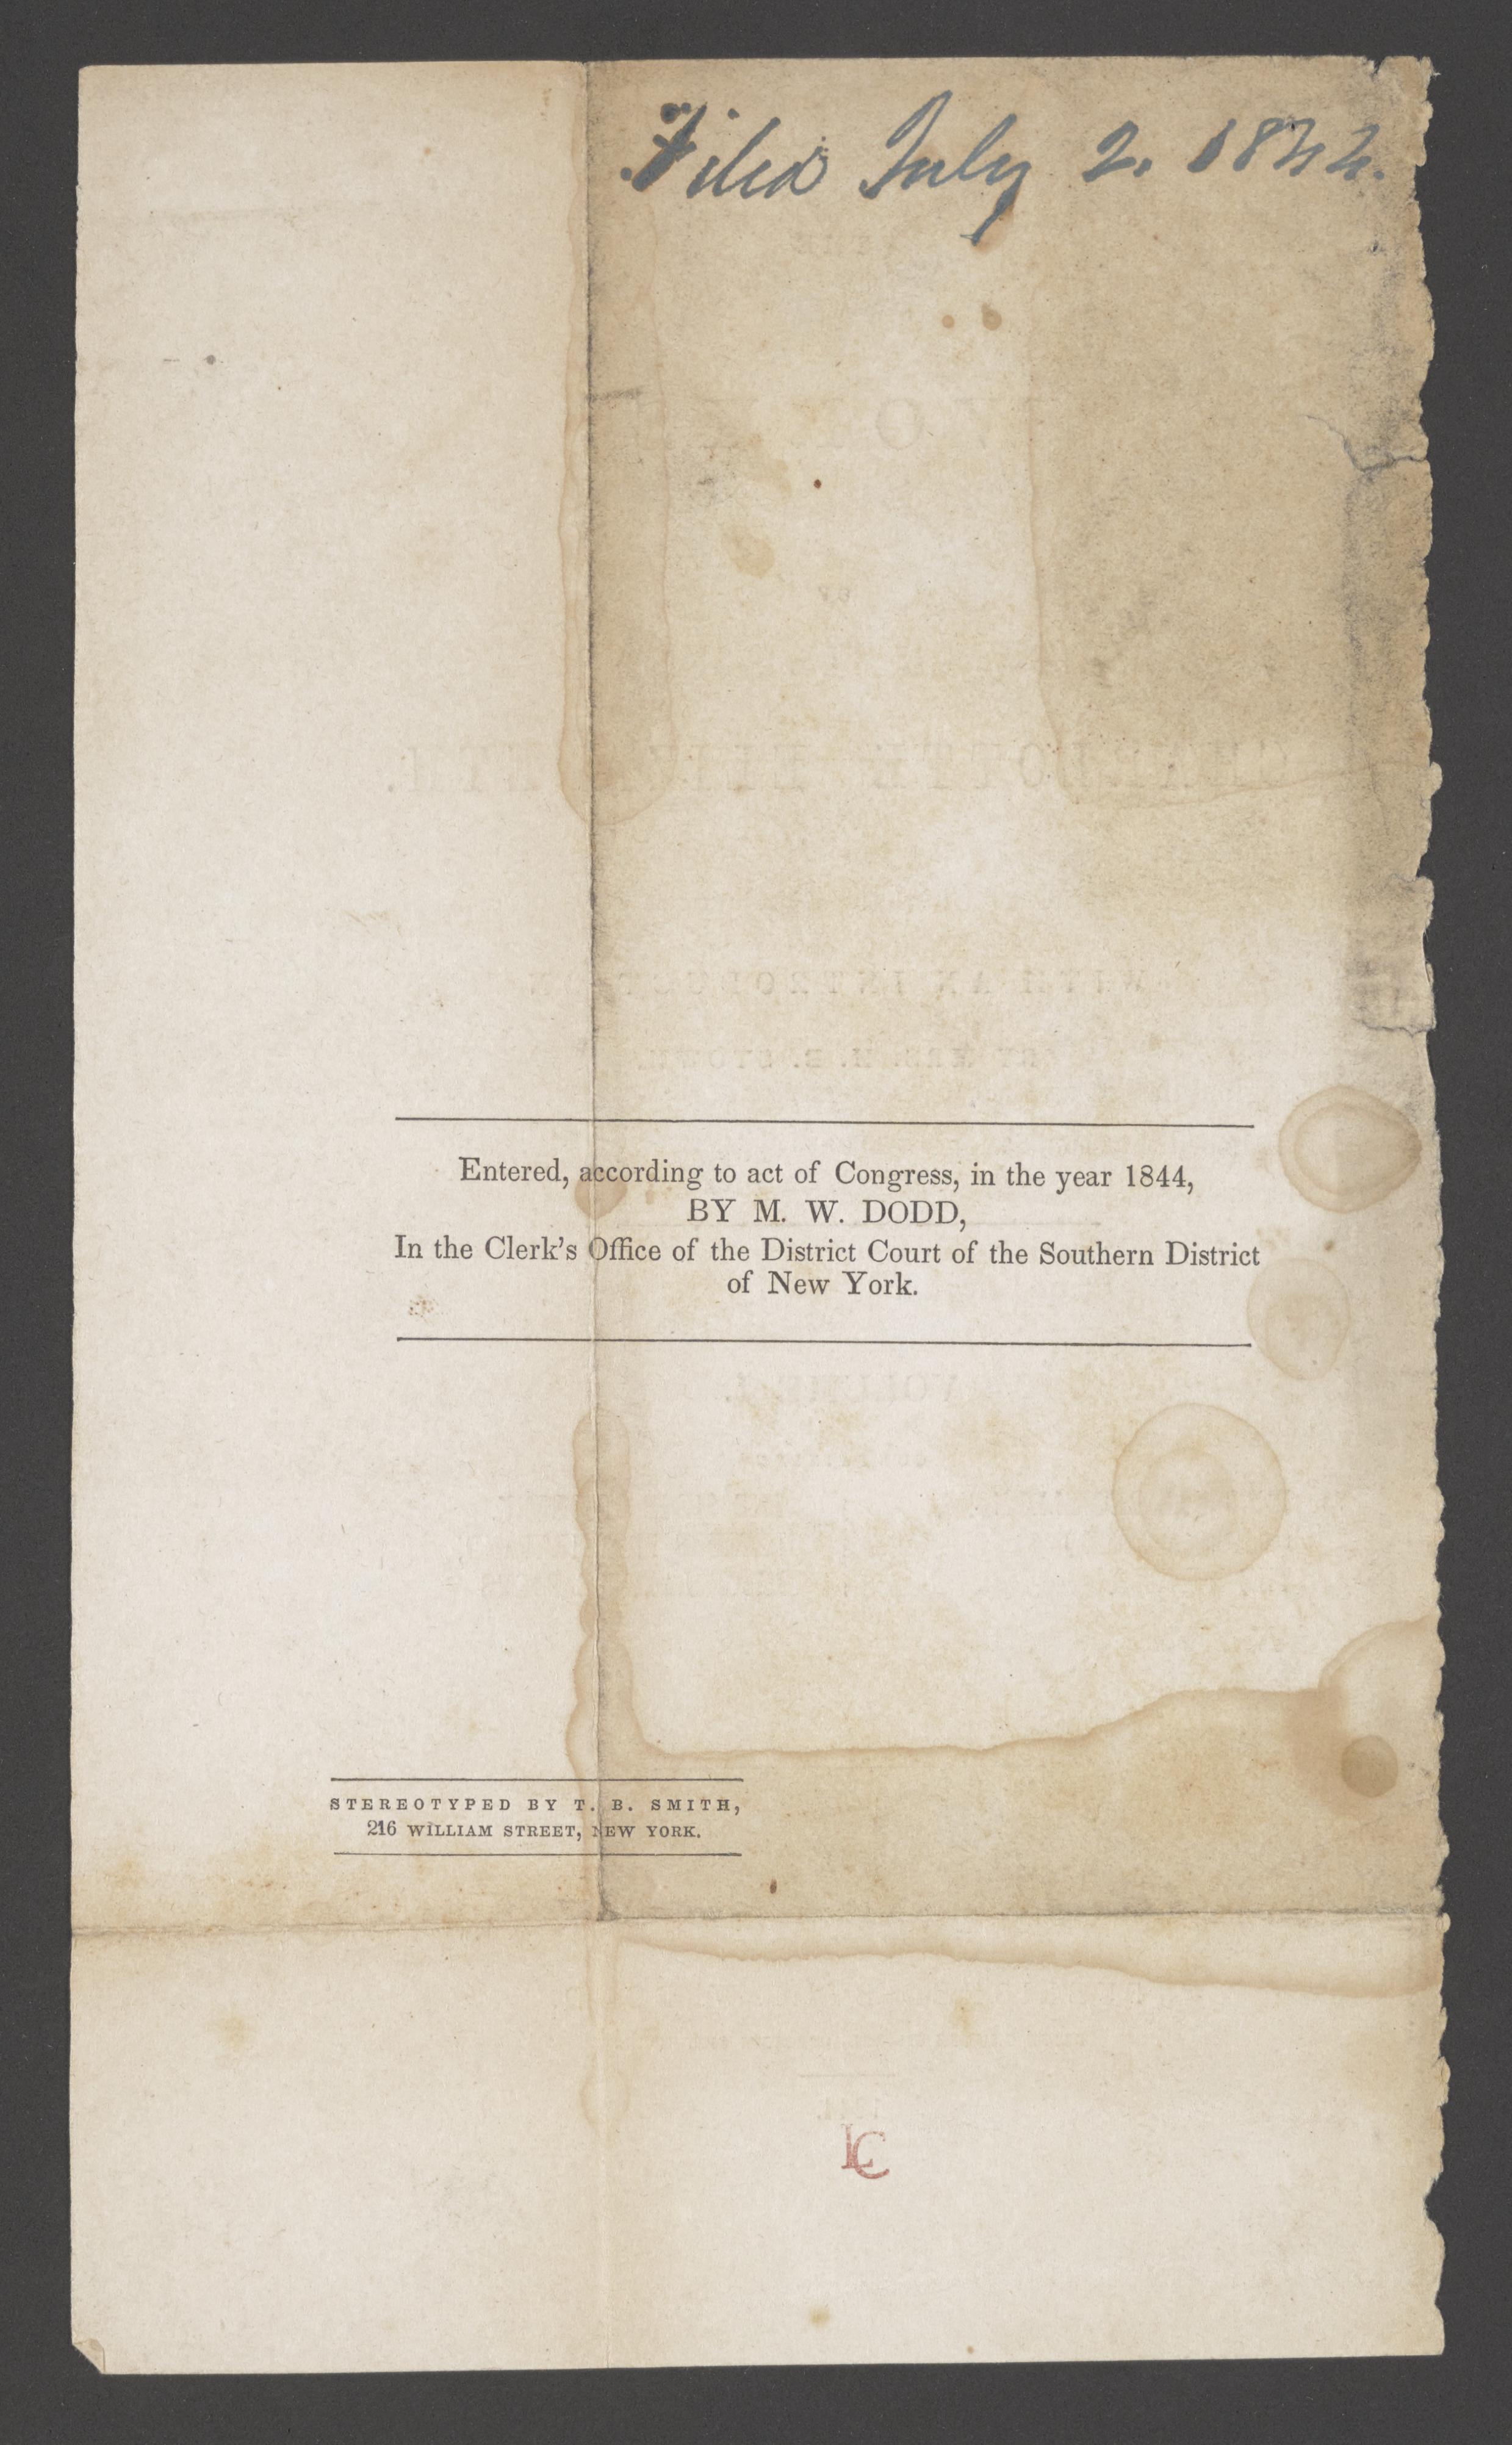 Filed July 2. 1844.
Entered, according to act of Congress, in the year 1844,
BY M. W. DODD,
In the Clerk's Office of the District Court of the Southern District
of New York.
STEREOTYPED BY T. B. SMITH,
216 WILLIAM STREET, NEW YORK.
LC